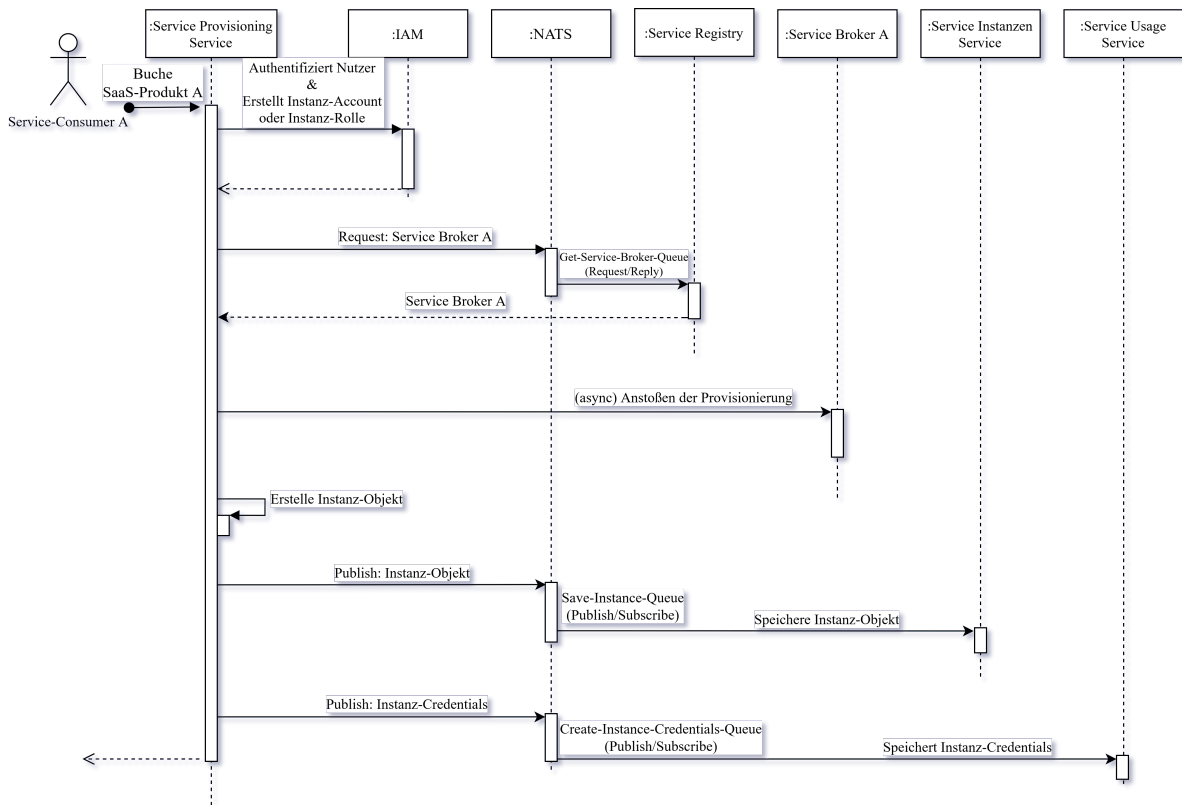 :Service Provisioning
Service
:IAM
:NATS
:Service Registry
:Service Broker A
:Service Instanzen
Service
:Service Usage
Service
Service-Consumer A
Buche
SaaS-Produkt A
Authentifiziert Nutzer
&
Erstellt Instanz-Account
oder Instanz-Rolle
Request: Service Broker A
Get-Service-Broker-Queue
(Request/Reply)
Service Broker A
(async) Anstoßen der Provisionierung
Erstelle Instanz-Objekt
Publish: Instanz-Objekt
Save-Instance-Queue
(Publish/Subscribe)
Speichere Instanz-Objekt
Publish: Instanz-Credentials
Create-Instance-Credentials-Queue
(Publish/Subscribe)
Speichert Instanz-Credentials